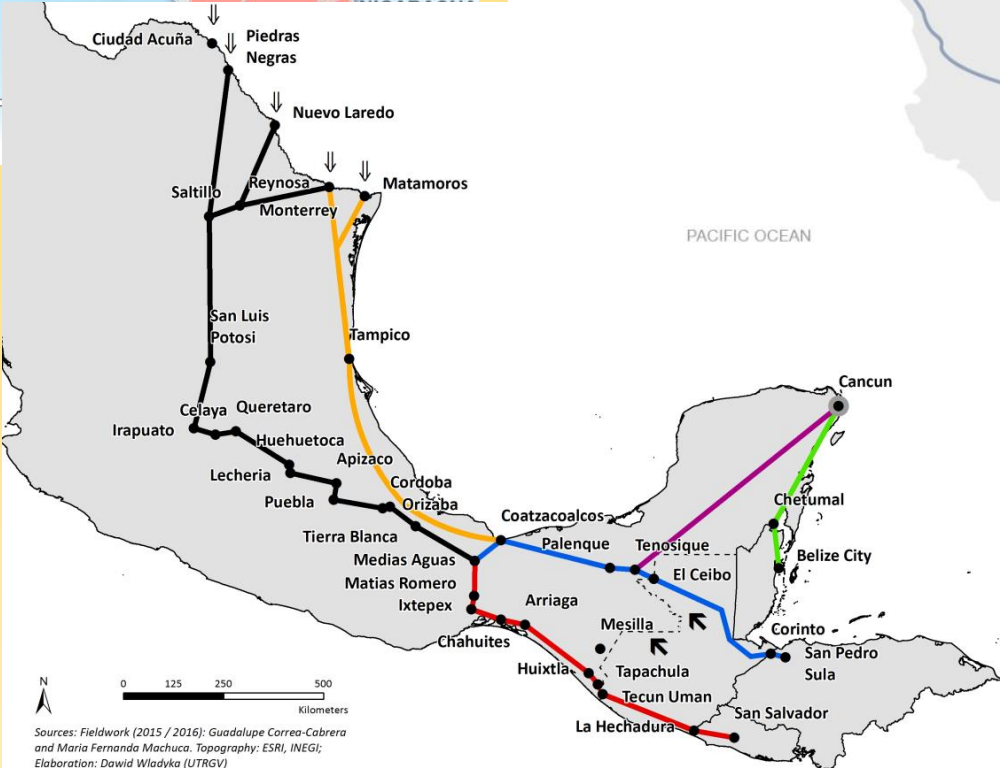 Ciudad Acuña
Piedras
Negras
Nuevo Laredo
Reynosa
Matamoros
Saltillo
Monterrey
PACIFIC OCEAN
San Luis
Potosi
Tampico
Cancun
Celaya
Queretaro
Irapuato
Huehuetoca
Apizaco
Lecheria
Cordoba
Puebla
Orizaba
Chetumal
Coatzacoalcos
Tierra Blanca
Palenque
Tenosique
Belize City
Medias Aguas
El Ceibo
Matias Romero
Ixtepex
Arriaga
Mesilla
Corinto
Chahuites
San Pedro
Sula
Huixtla
Tapachula
Tecun Uman
La Hechadura
San Salvador
N
0 125 250 500
Kilometers
Sources: Fieldwork (2015 / 2016): Guadalupe Correa-Cabrera
and Maria Fernanda Machuca. Topography: ESRI, INEGI;
Elaboration: Dawid Wladyka (UTRGV)